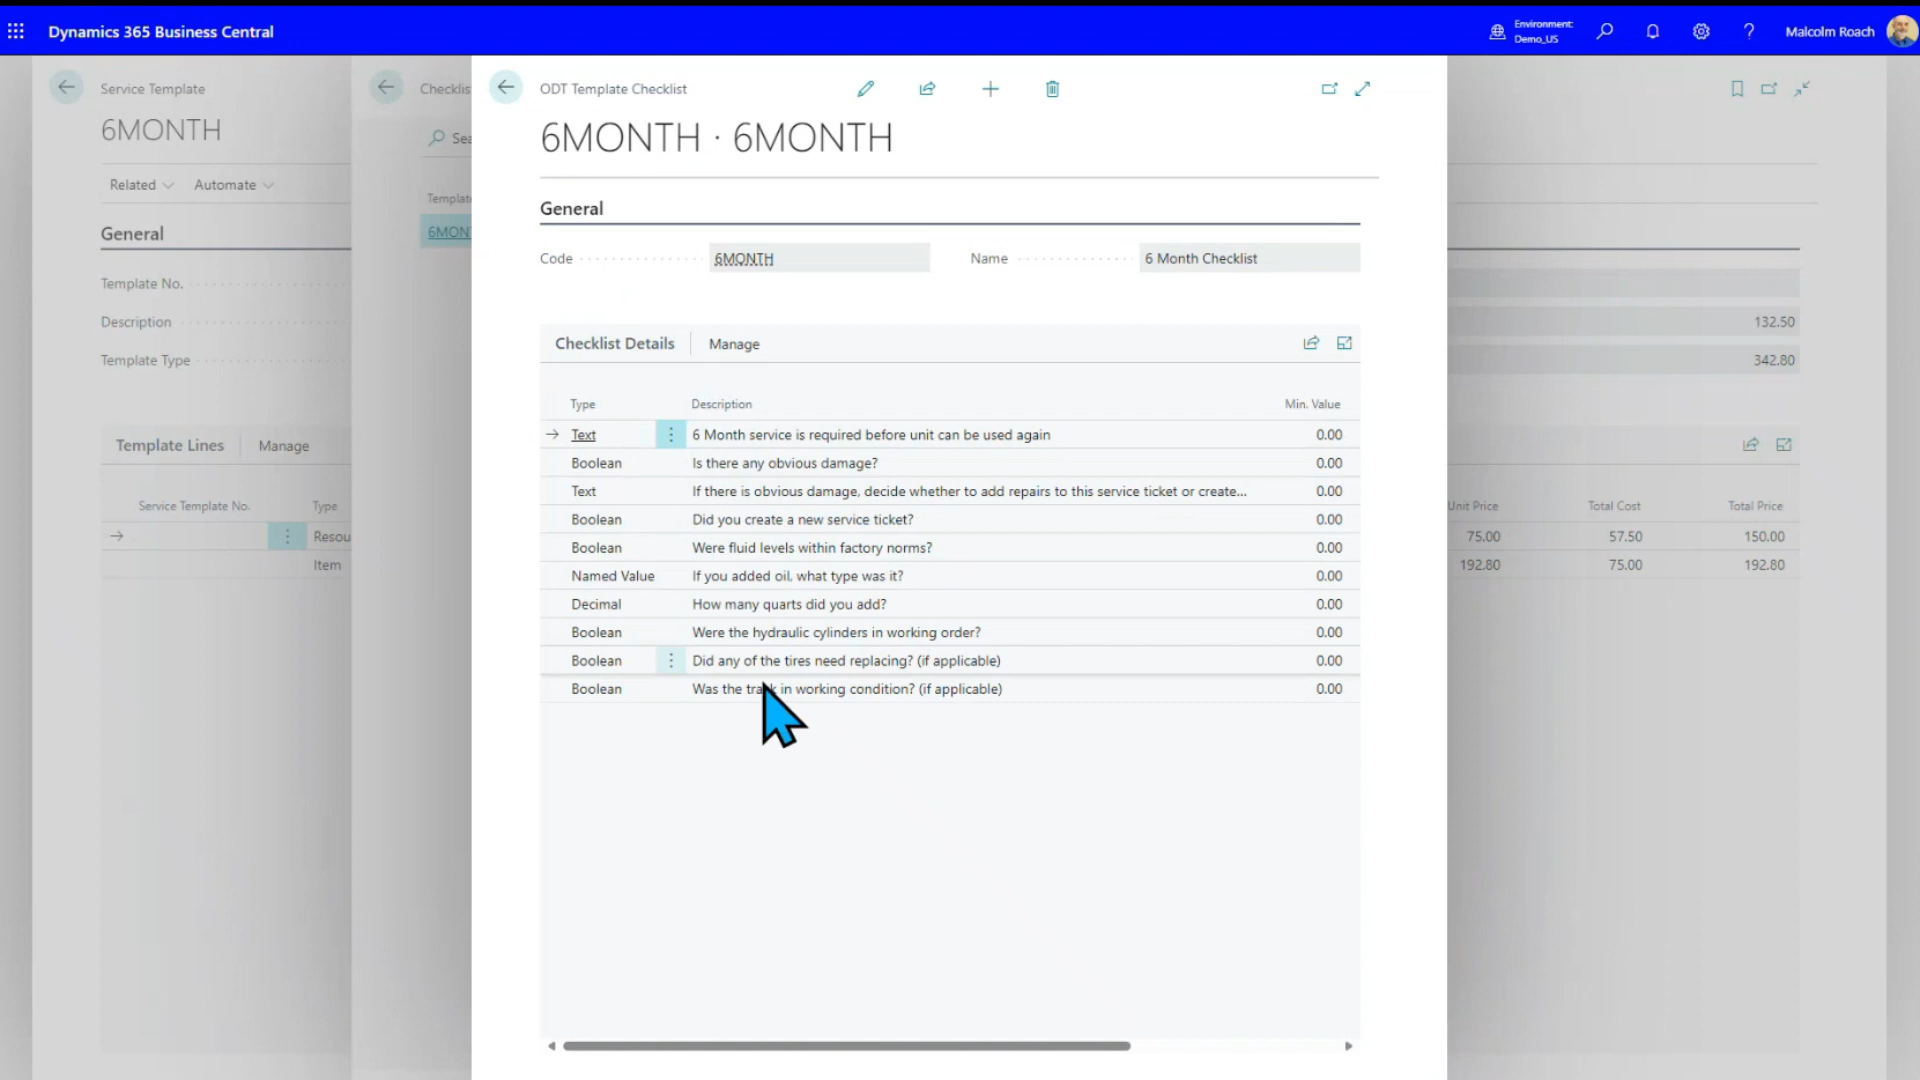 Dynamics 365 Business Central
Environment:
Demo_US
?
Malcolm Roach
Service Template
6MONTH
Related
Automate
General
Template No.
Description
Template Type
Template Lines
Manage
Service Template No.
Type
Resou
Item
Checklis
Sea
Templat
6MONT
ODT Template Checklist
6MONTH · 6MONTH
General
Code 6MONTH Name 6 Month Checklist
Checklist Details Manage
Type Description Min. Value
Text 6 Month service is required before unit can be used again 0.00
Boolean Is there any obvious damage? 0.00
Text If there is obvious damage, decide whether to add repairs to this service ticket or create... 0.00
Boolean Did you create a new service ticket? 0.00
Boolean Were fluid levels within factory norms? 0.00
Named Value If you added oil, what type was it? 0.00
Decimal How many quarts did you add? 0.00
Boolean Were the hydraulic cylinders in working order? 0.00
Boolean Did any of the tires need replacing? (if applicable) 0.00
Boolean Was the track in working condition? (if applicable) 0.00
132.50
342.80
Unit Price Total Cost Total Price
75.00 57.50 150.00
192.80 75.00 192.80